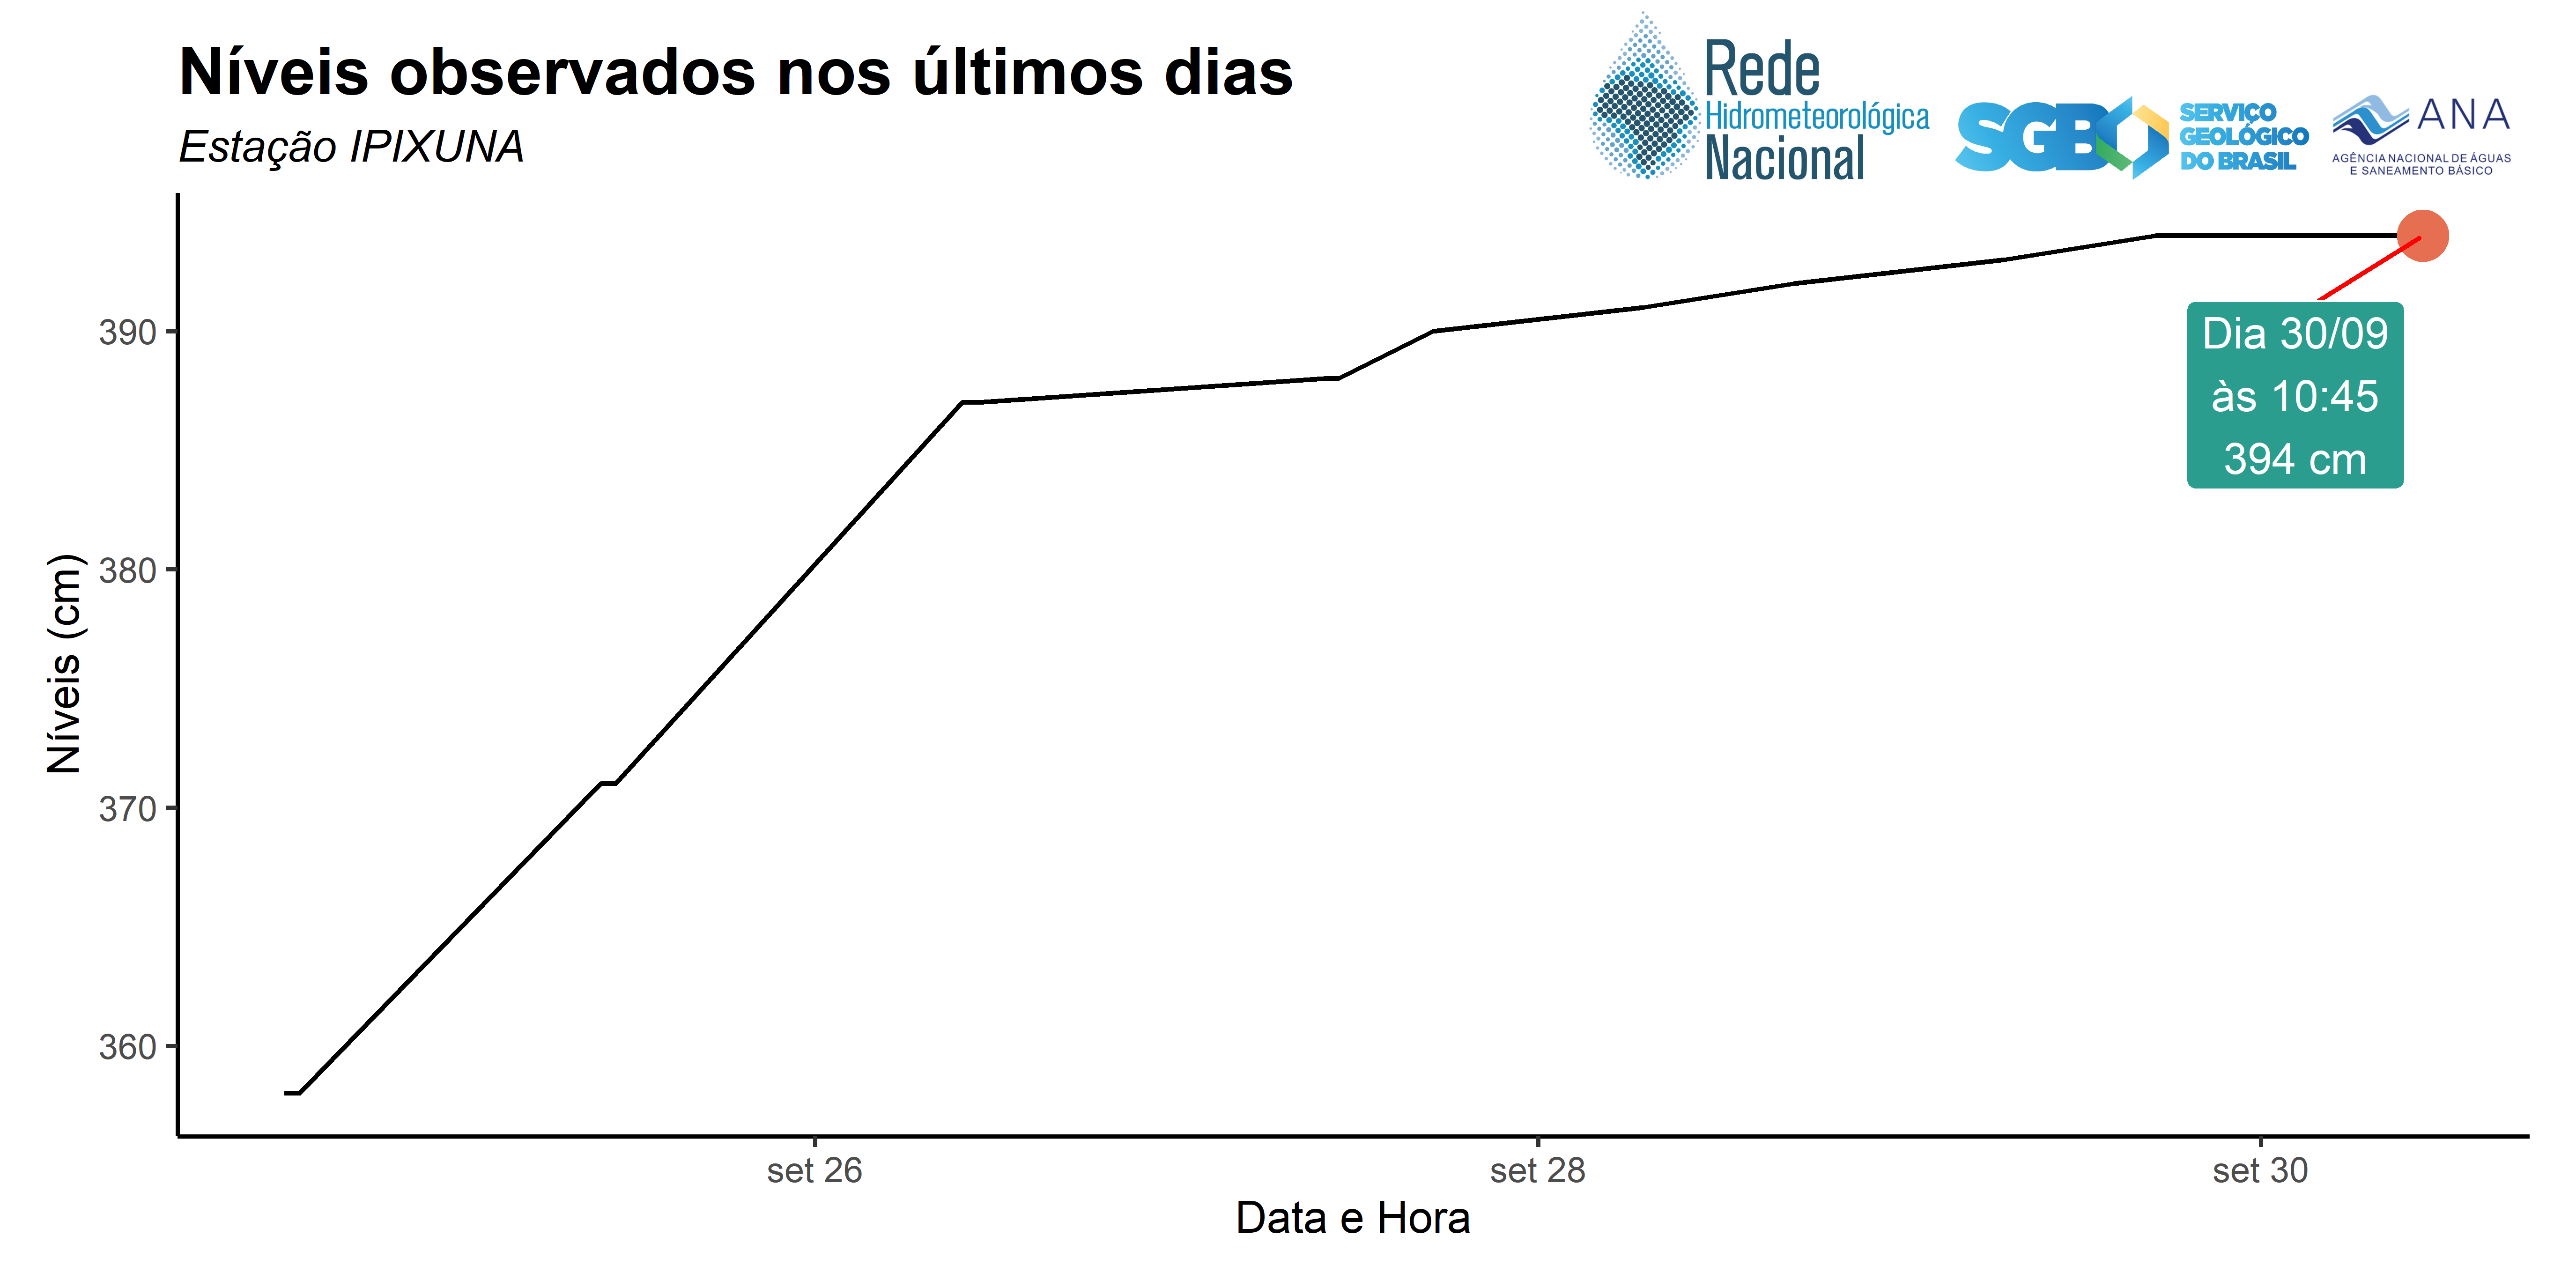 Níveis observados nos últimos dias
Estação IPIXUNA
Rede
Hidrometeorológica
Nacional
SGB
SERVIÇO
GEOLÓGICO
DO BRASIL
ANA
AGÊNCIA NACIONAL DE ÁGUAS
E SANEAMENTO BÁSICO
Níveis (cm)
390
380
370
360
Dia 30/09
às 10:45
394 cm
set 26
set 28
set 30
Data e Hora